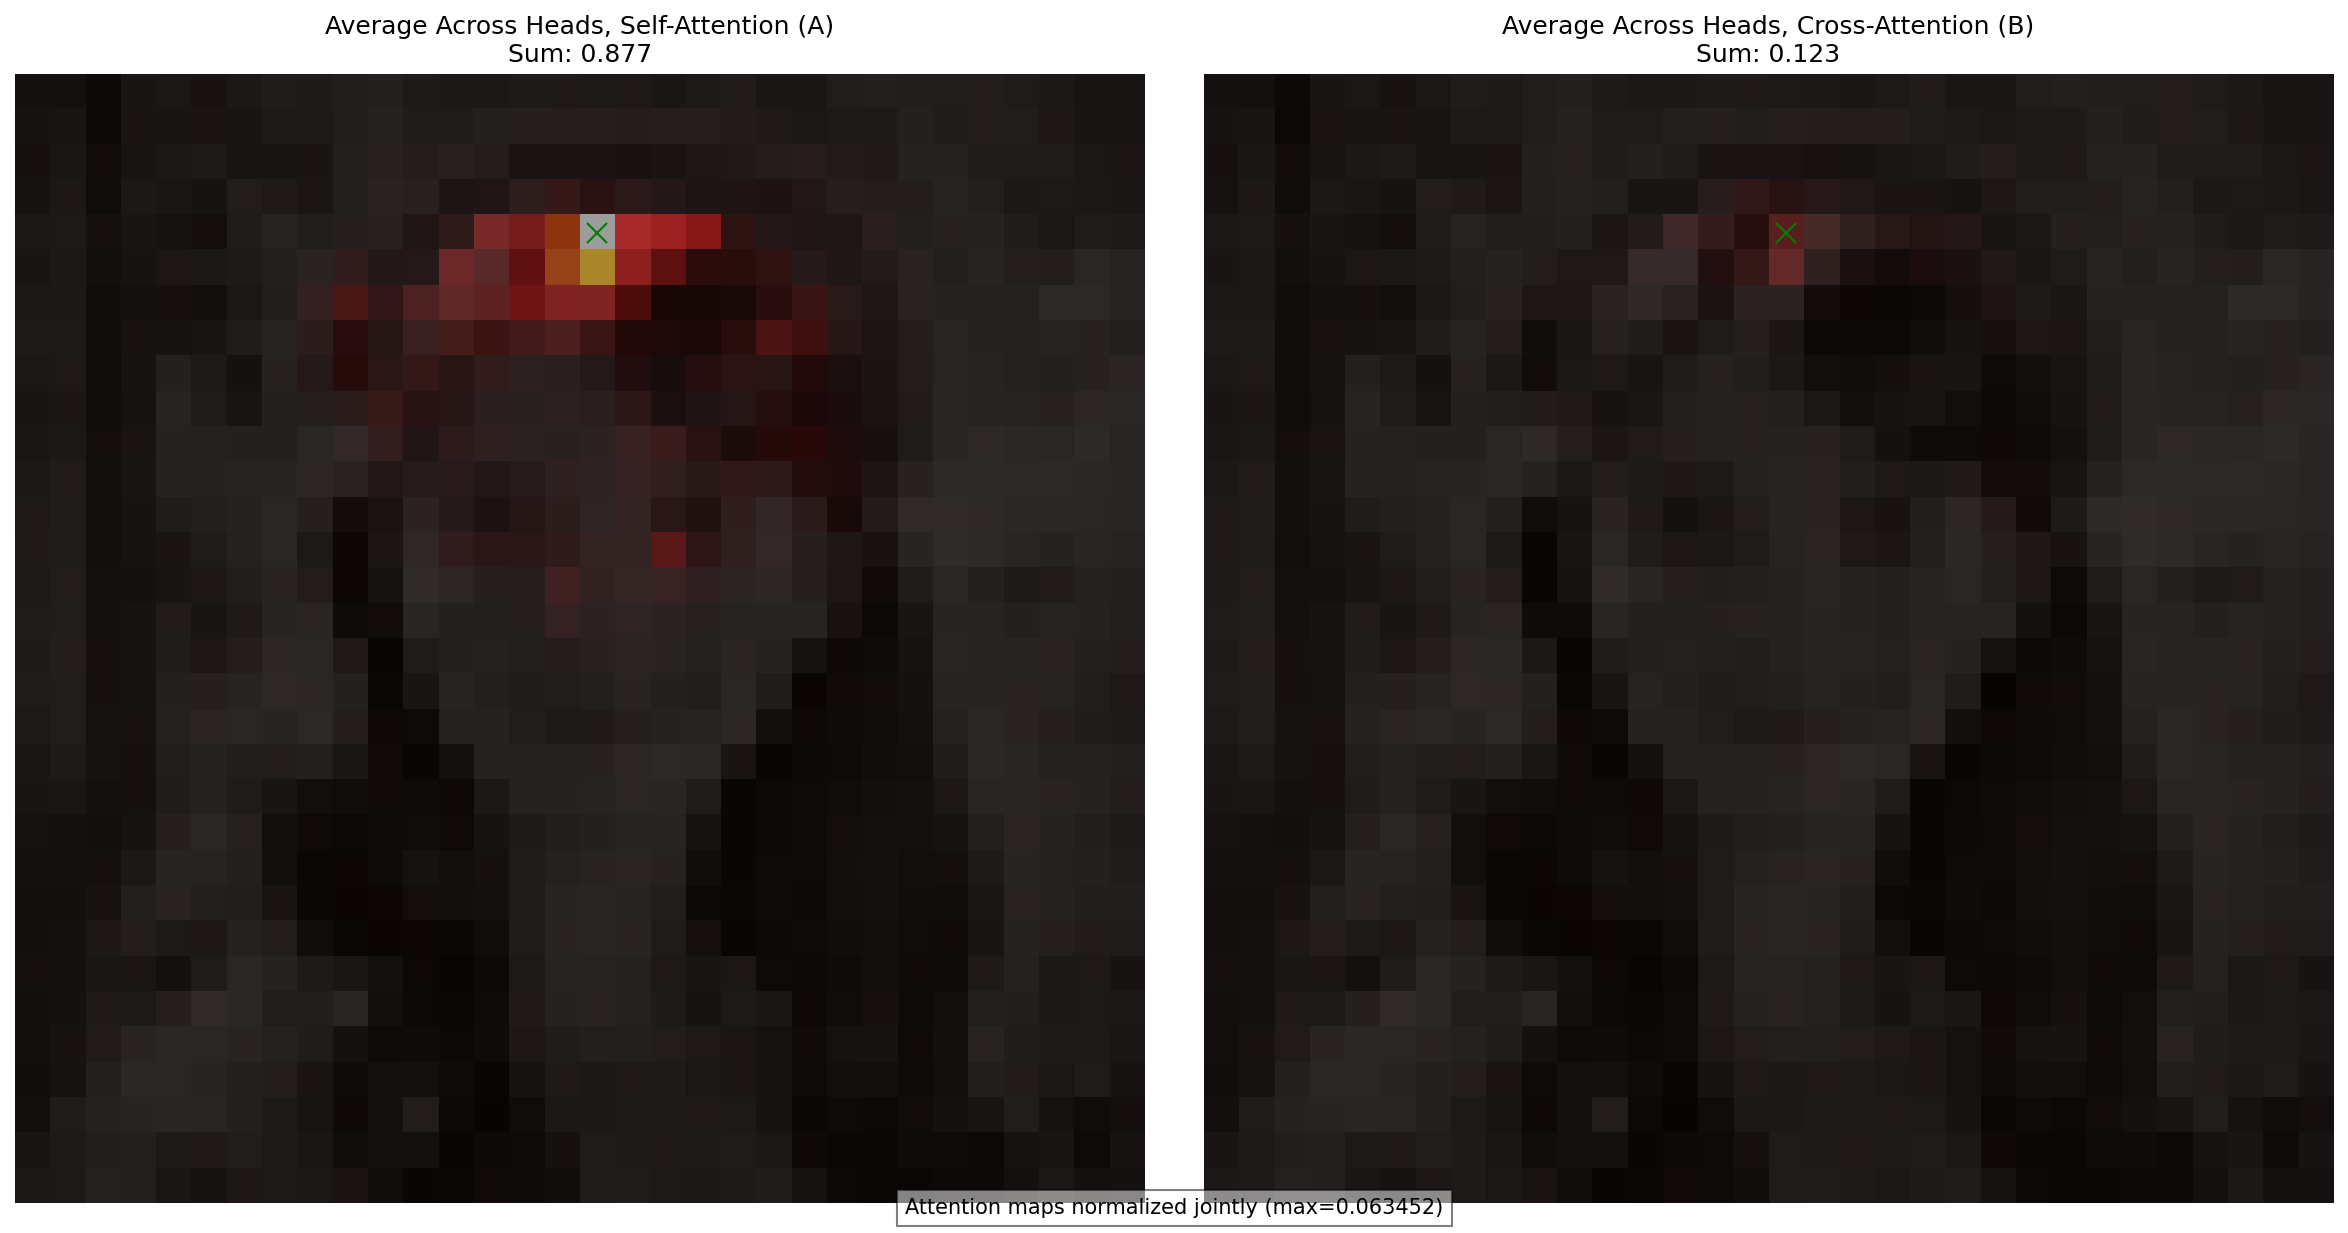 Average Across Heads, Self-Attention (A)
Sum: 0.877
Average Across Heads, Cross-Attention (B)
Sum: 0.123
Attention maps normalized jointly (max=0.063452)